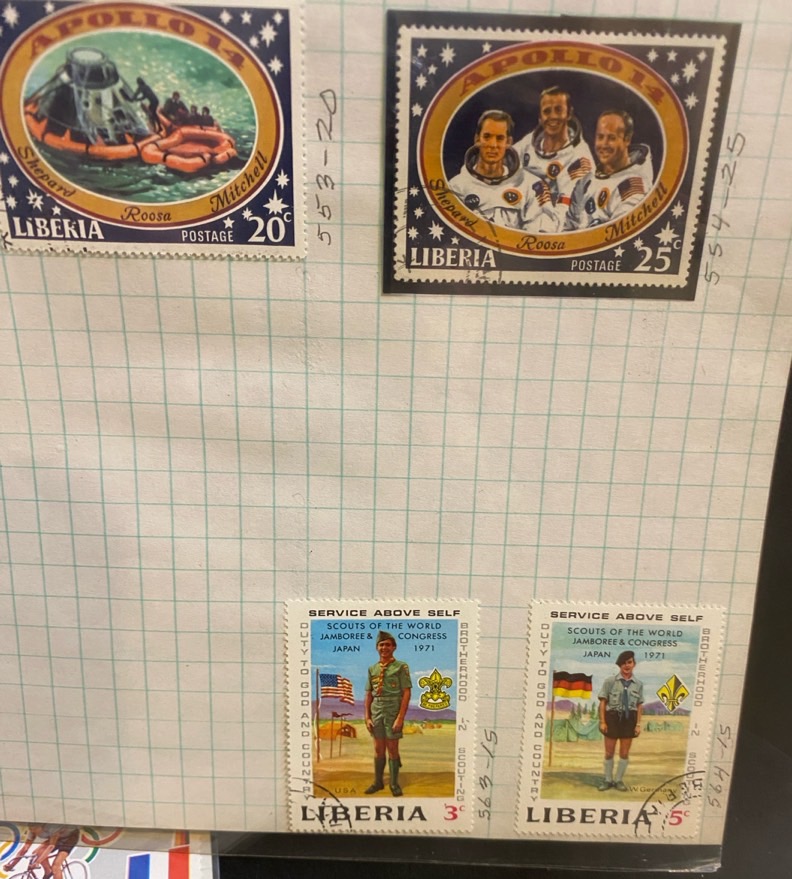 APOLLO 14
Shepard
Roosa
Mitchell
LIBERIA
POSTAGE 20c
553-20
APOLLO 14
Shepard
Roosa
Mitchell
LIBERIA
POSTAGE 25c
554-25
SERVICE ABOVE SELF
DUTY TO GOD AND COUNTRY
SCOUTS OF THE WORLD
JAMBOREE & CONGRESS
JAPAN 1971
BROTHERHOOD IN SCOUTING
USA
LIBERIA 3c
563-15
SERVICE ABOVE SELF
DUTY TO GOD AND COUNTRY
SCOUTS OF THE WORLD
JAMBOREE & CONGRESS
JAPAN 1971
BROTHERHOOD IN
LIBERIA 5c
564-15